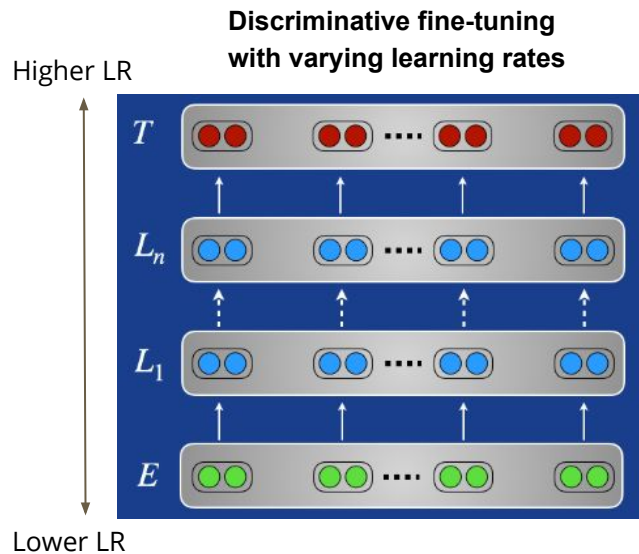 Discriminative fine-tuning
with varying learning rates
Higher LR
T
Lₙ
L₁
E
Lower LR